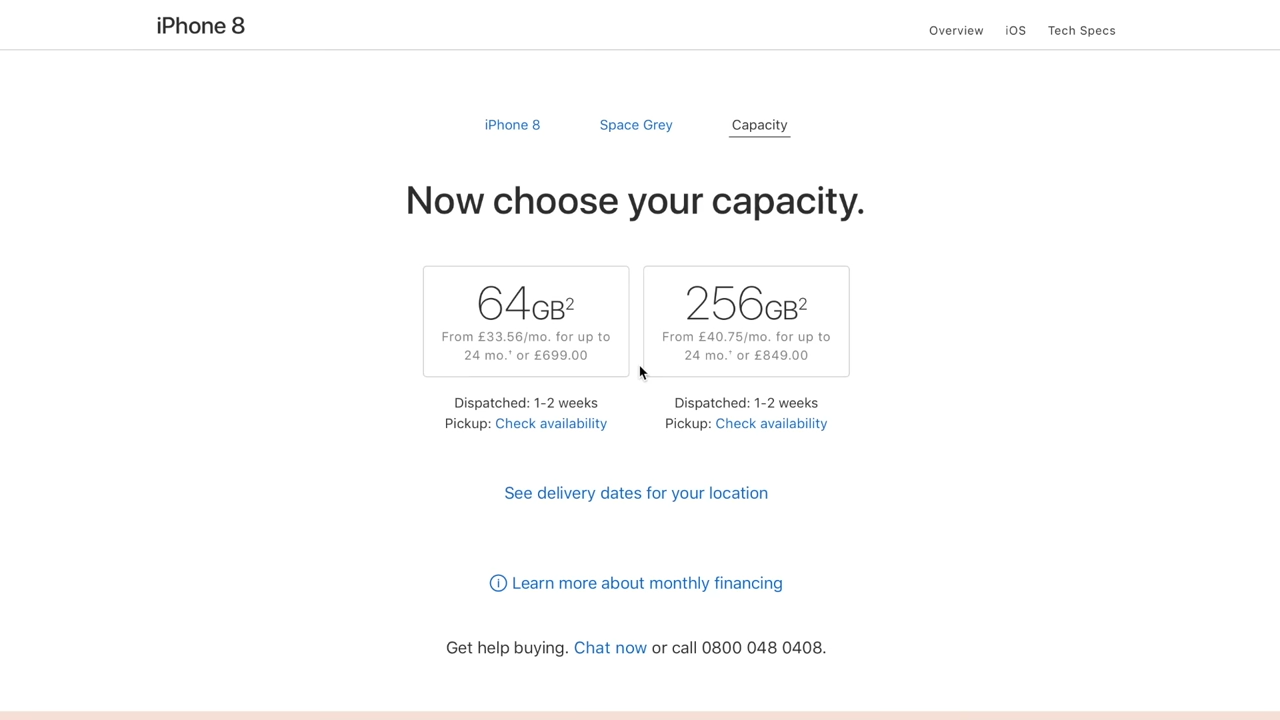 iPhone 8
Overview iOS Tech Specs
iPhone 8 Space Grey Capacity
Now choose your capacity.
64GB²
From £33.56/mo. for up to
24 mo.† or £699.00
256GB²
From £40.75/mo. for up to
24 mo.† or £849.00
Dispatched: 1-2 weeks
Pickup: Check availability
Dispatched: 1-2 weeks
Pickup: Check availability
See delivery dates for your location
Learn more about monthly financing
Get help buying. Chat now or call 0800 048 0408.